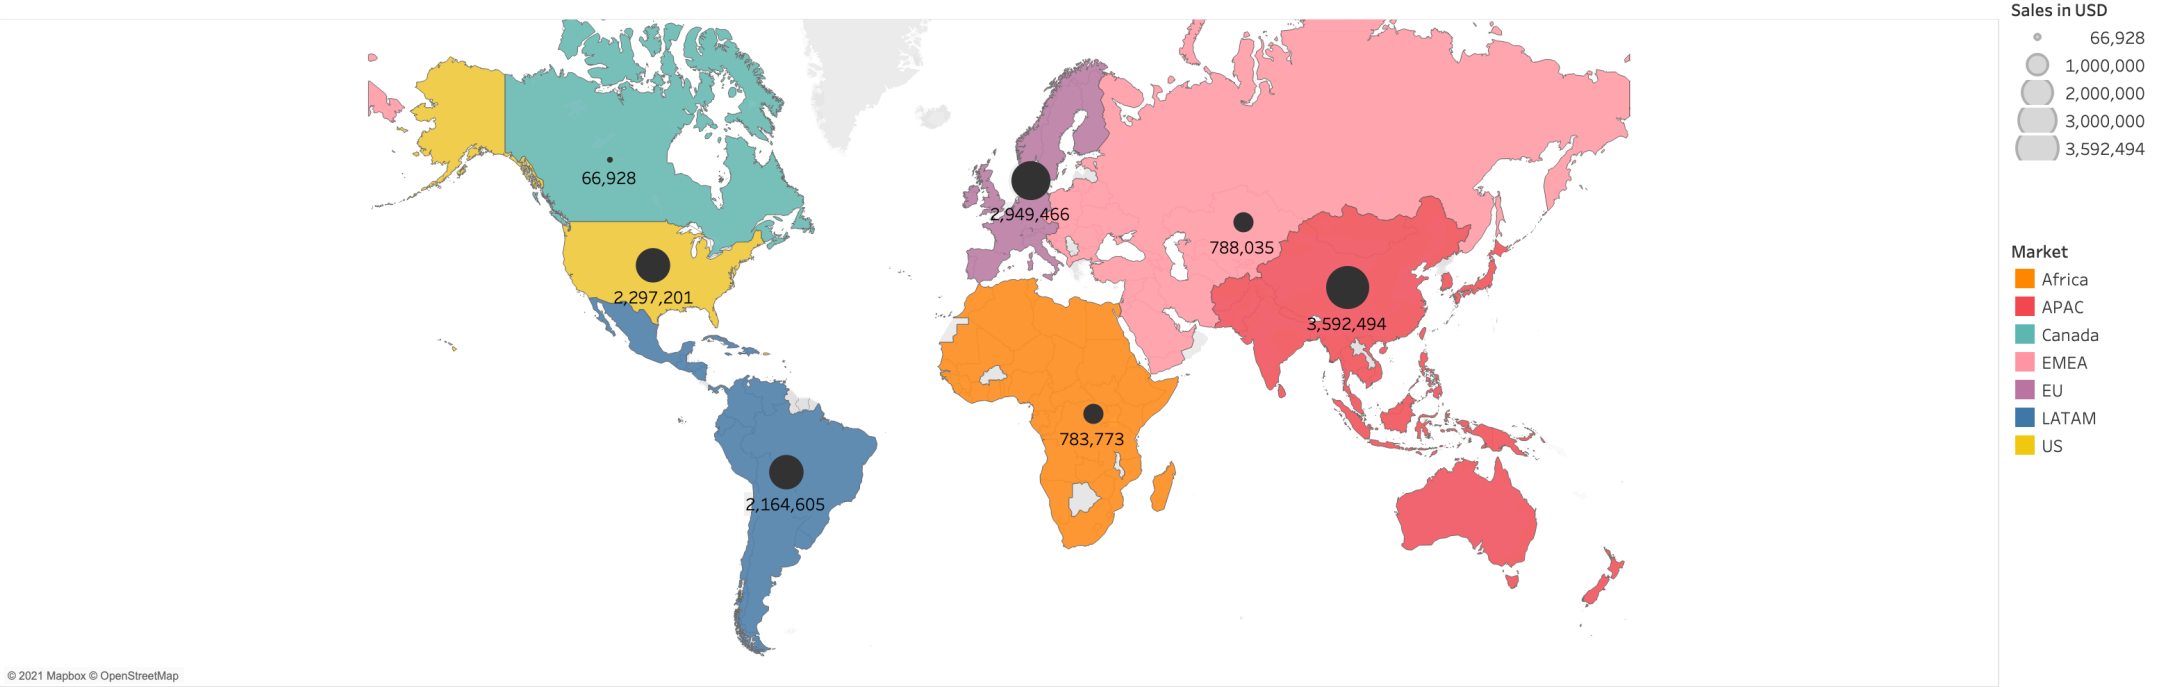 66,928
2,297,201
2,164,605
2,949,466
788,035
3,592,494
783,773
Sales in USD
66,928
1,000,000
2,000,000
3,000,000
3,592,494
Market
Africa
APAC
Canada
EMEA
EU
LATAM
US
© 2021 Mapbox © OpenStreetMap